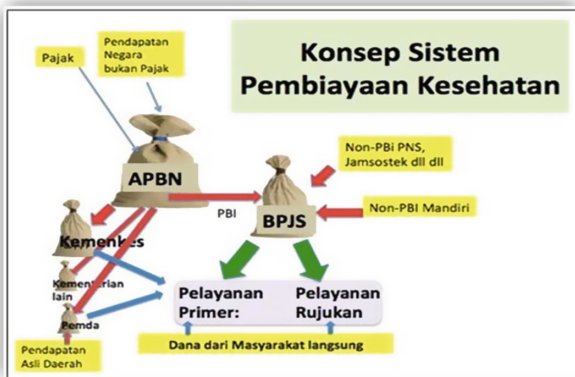 Konsep Sistem
Pembiayaan Kesehatan
Pajak
Pendapatan
Negara
bukan Pajak
APBN
PBI
BPJS
Non-PBi PNS,
Jamsostek dll dll
Non-PBI Mandiri
Kemenkes
Kementerian
lain
Pemda
Pendapatan
Asli Daerah
Pelayanan
Primer:
Pelayanan
Rujukan
Dana dari Masyarakat langsung